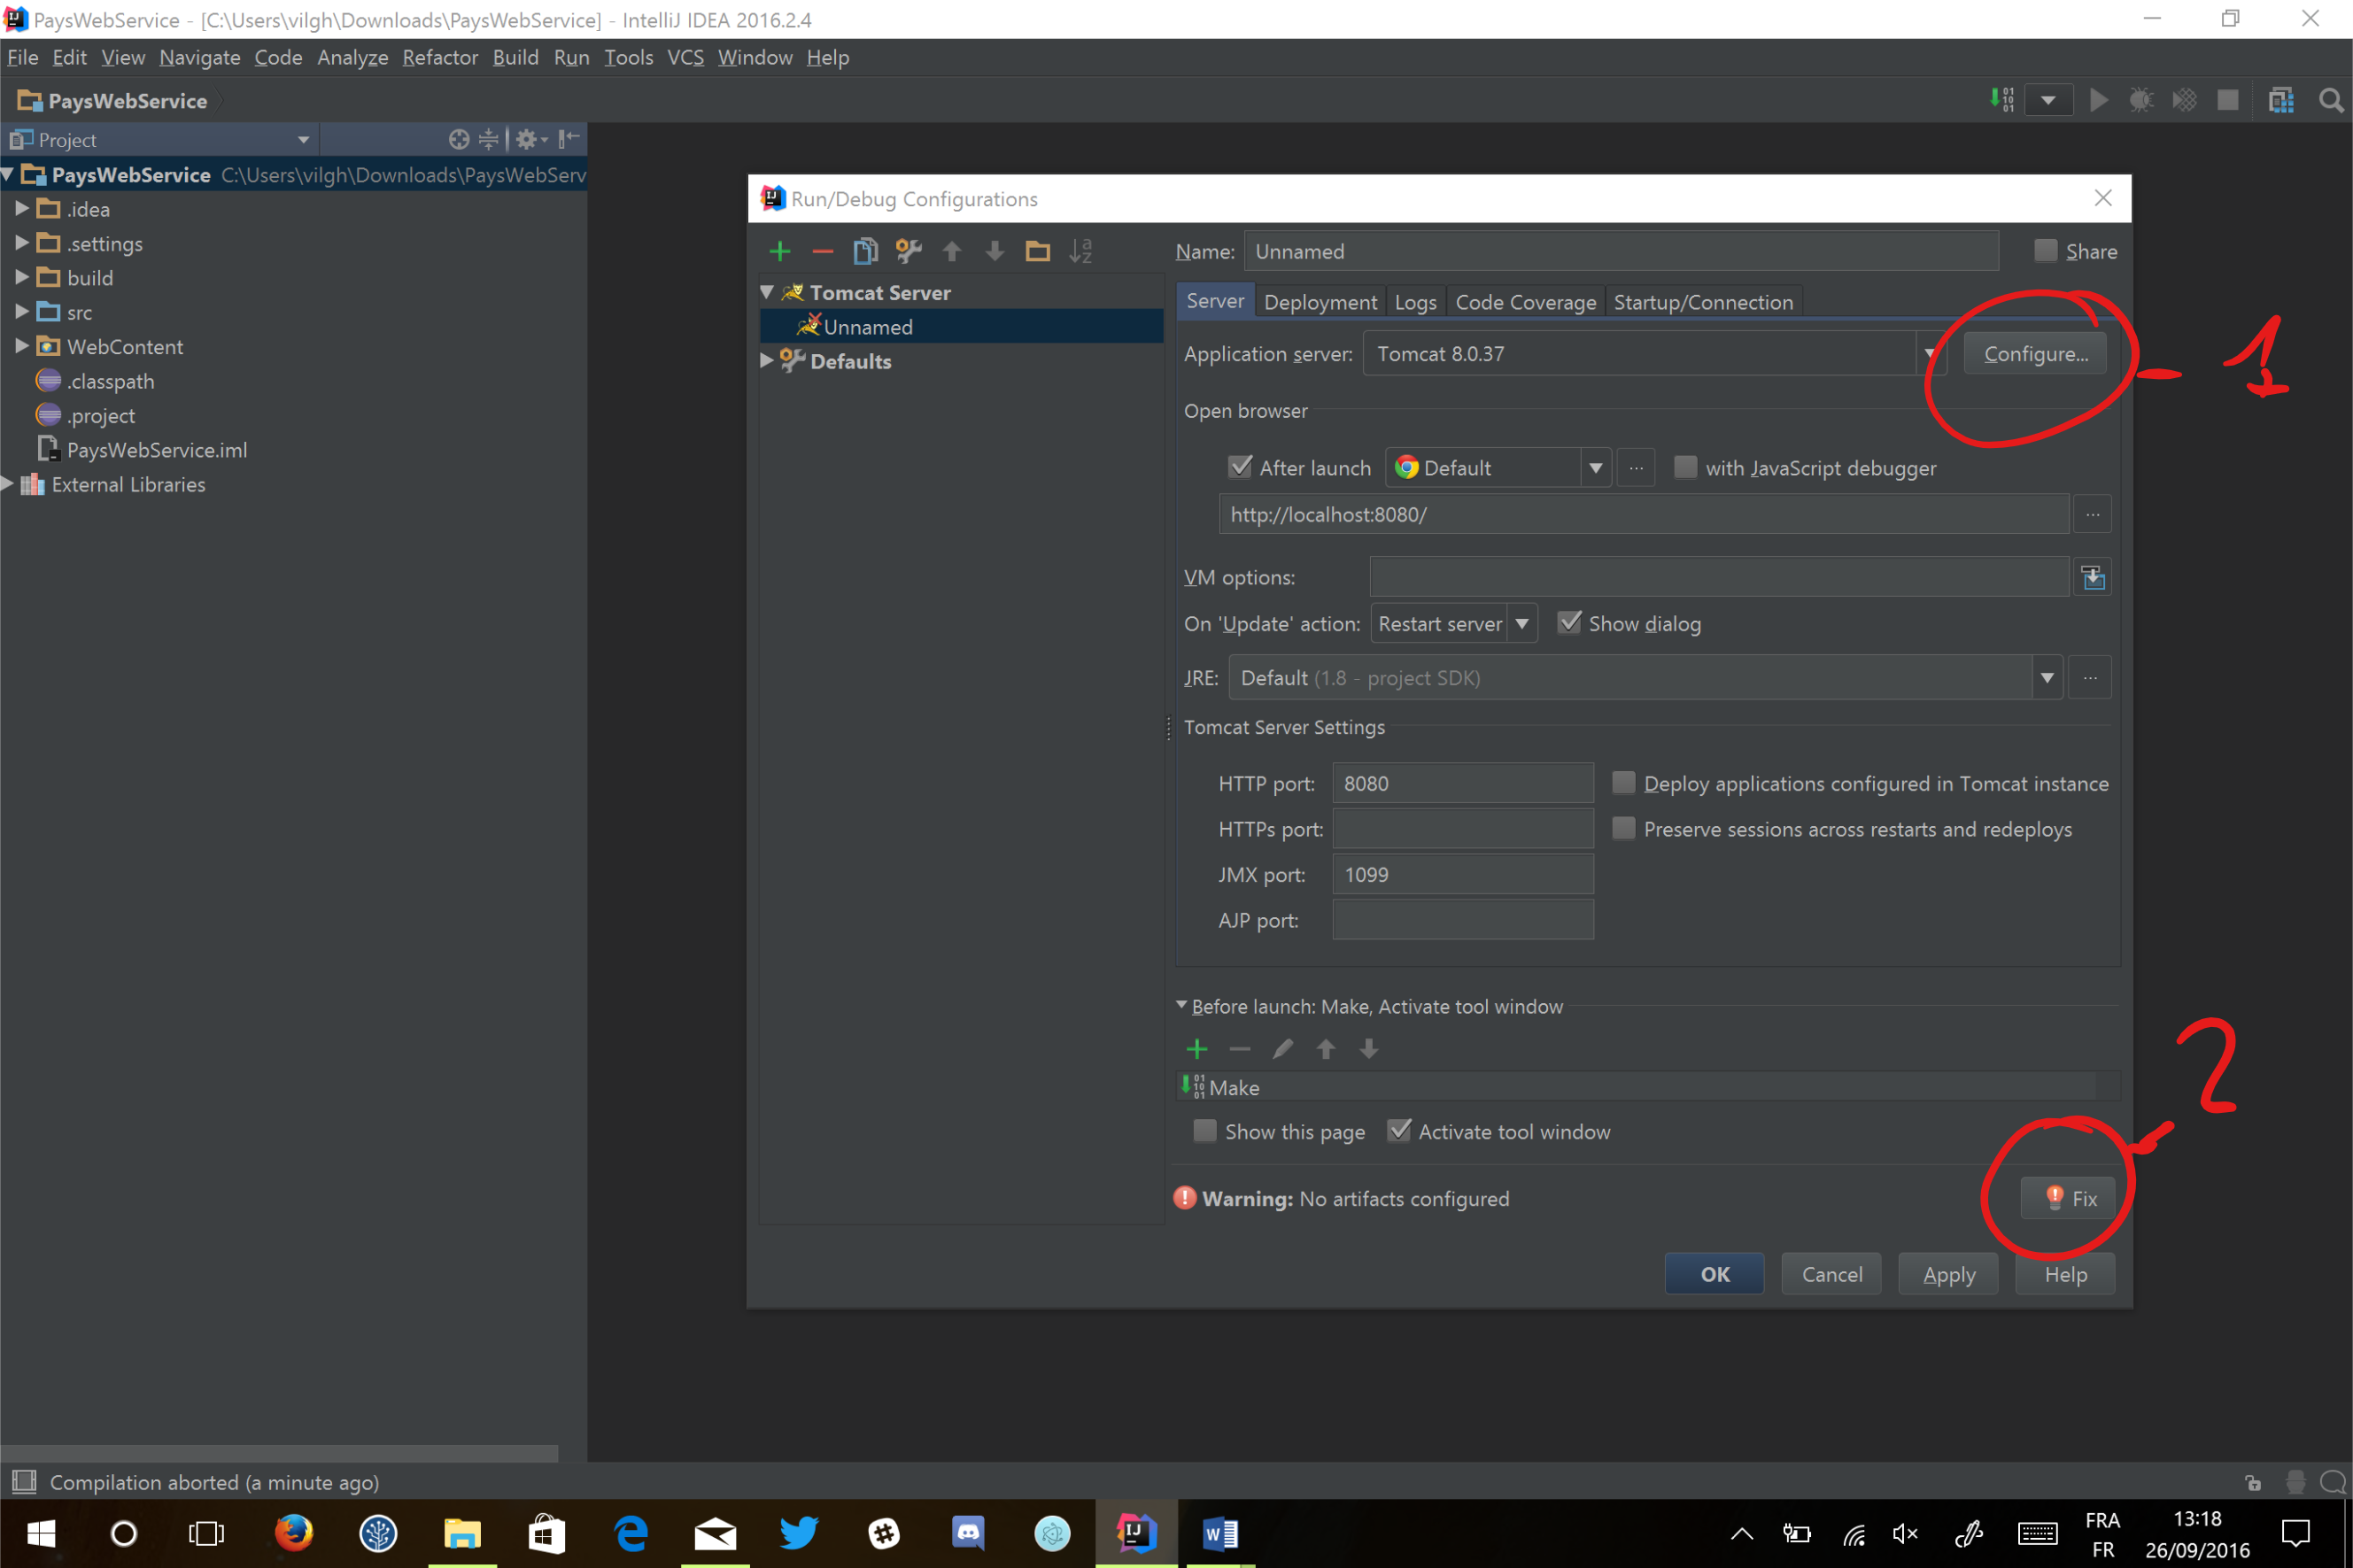 PaysWebService - [C:\Users\vilgh\Downloads\PaysWebService] - IntelliJ IDEA 2016.2.4
File Edit View Navigate Code Analyze Refactor Build Run Tools VCS Window Help
PaysWebService
Project
PaysWebService C:\Users\vilgh\Downloads\PaysWebServ
.idea
.settings
build
src
WebContent
.classpath
.project
PaysWebService.iml
External Libraries
Run/Debug Configurations
Tomcat Server
Unnamed
Defaults
Name: Unnamed Share
Server Deployment Logs Code Coverage Startup/Connection
Application server: Tomcat 8.0.37 Configure...
1
Open browser
After launch Default ... with JavaScript debugger
http://localhost:8080/ ...
VM options:
On 'Update' action: Restart server Show dialog
JRE: Default (1.8 - project SDK) ...
Tomcat Server Settings
HTTP port: 8080 Deploy applications configured in Tomcat instance
HTTPs port: Preserve sessions across restarts and redeploys
JMX port: 1099
AJP port:
Before launch: Make, Activate tool window
Make
2
Show this page Activate tool window
Warning: No artifacts configured Fix
OK Cancel Apply Help
Compilation aborted (a minute ago)
FRA 13:18
FR 26/09/2016